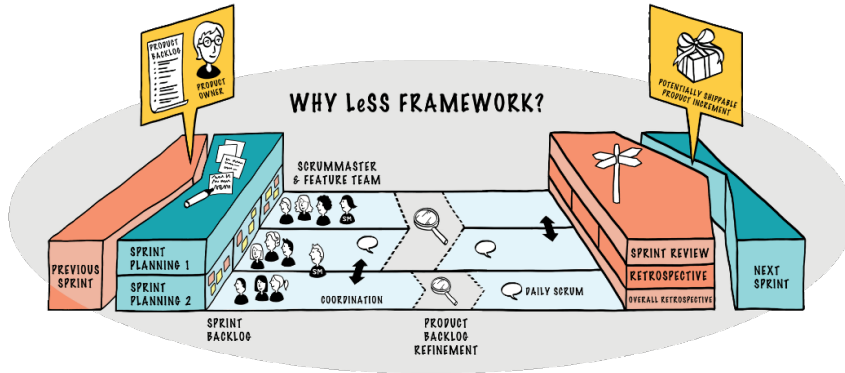 PRODUCT
BACKLOG
PRODUCT
OWNER
WHY LeSS FRAMEWORK?
POTENTIALLY SHIPPABLE
PRODUCT INCREMENT
SCRUMMASTER
& FEATURE TEAM
SM
SM
PREVIOUS
SPRINT
SPRINT
PLANNING 1
SPRINT
PLANNING 2
COORDINATION
DAILY SCRUM
SPRINT REVIEW
RETROSPECTIVE
OVERALL RETROSPECTIVE
NEXT
SPRINT
SPRINT
BACKLOG
PRODUCT
BACKLOG
REFINEMENT